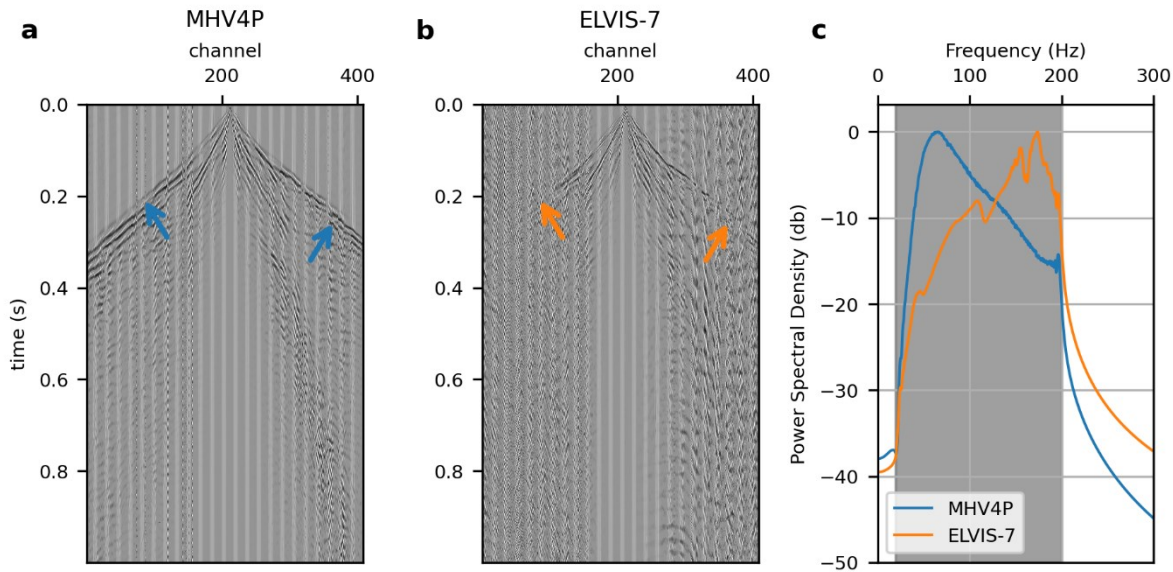 a
MHV4P
channel
200
400
0.0
0.2
0.4
0.6
0.8
time (s)
b
ELVIS-7
channel
200
400
0.0
0.2
0.4
0.6
0.8
c
Frequency (Hz)
0
100
200
300
0
−10
−20
−30
−40
−50
Power Spectral Density (db)
MHV4P
ELVIS-7